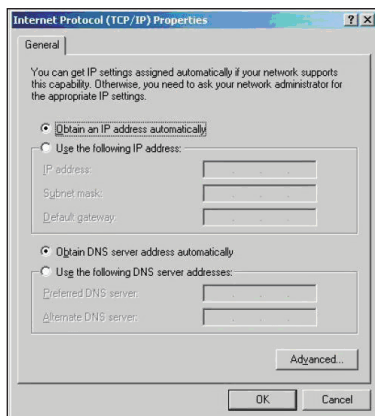 Internet Protocol (TCP/IP) Properties
General
You can get IP settings assigned automatically if your network supports
this capability. Otherwise, you need to ask your network administrator for
the appropriate IP settings.
Obtain an IP address automatically
Use the following IP address:
IP address:
Subnet mask:
Default gateway:
Obtain DNS server address automatically
Use the following DNS server addresses:
Preferred DNS server:
Alternate DNS server:
Advanced...
OK Cancel